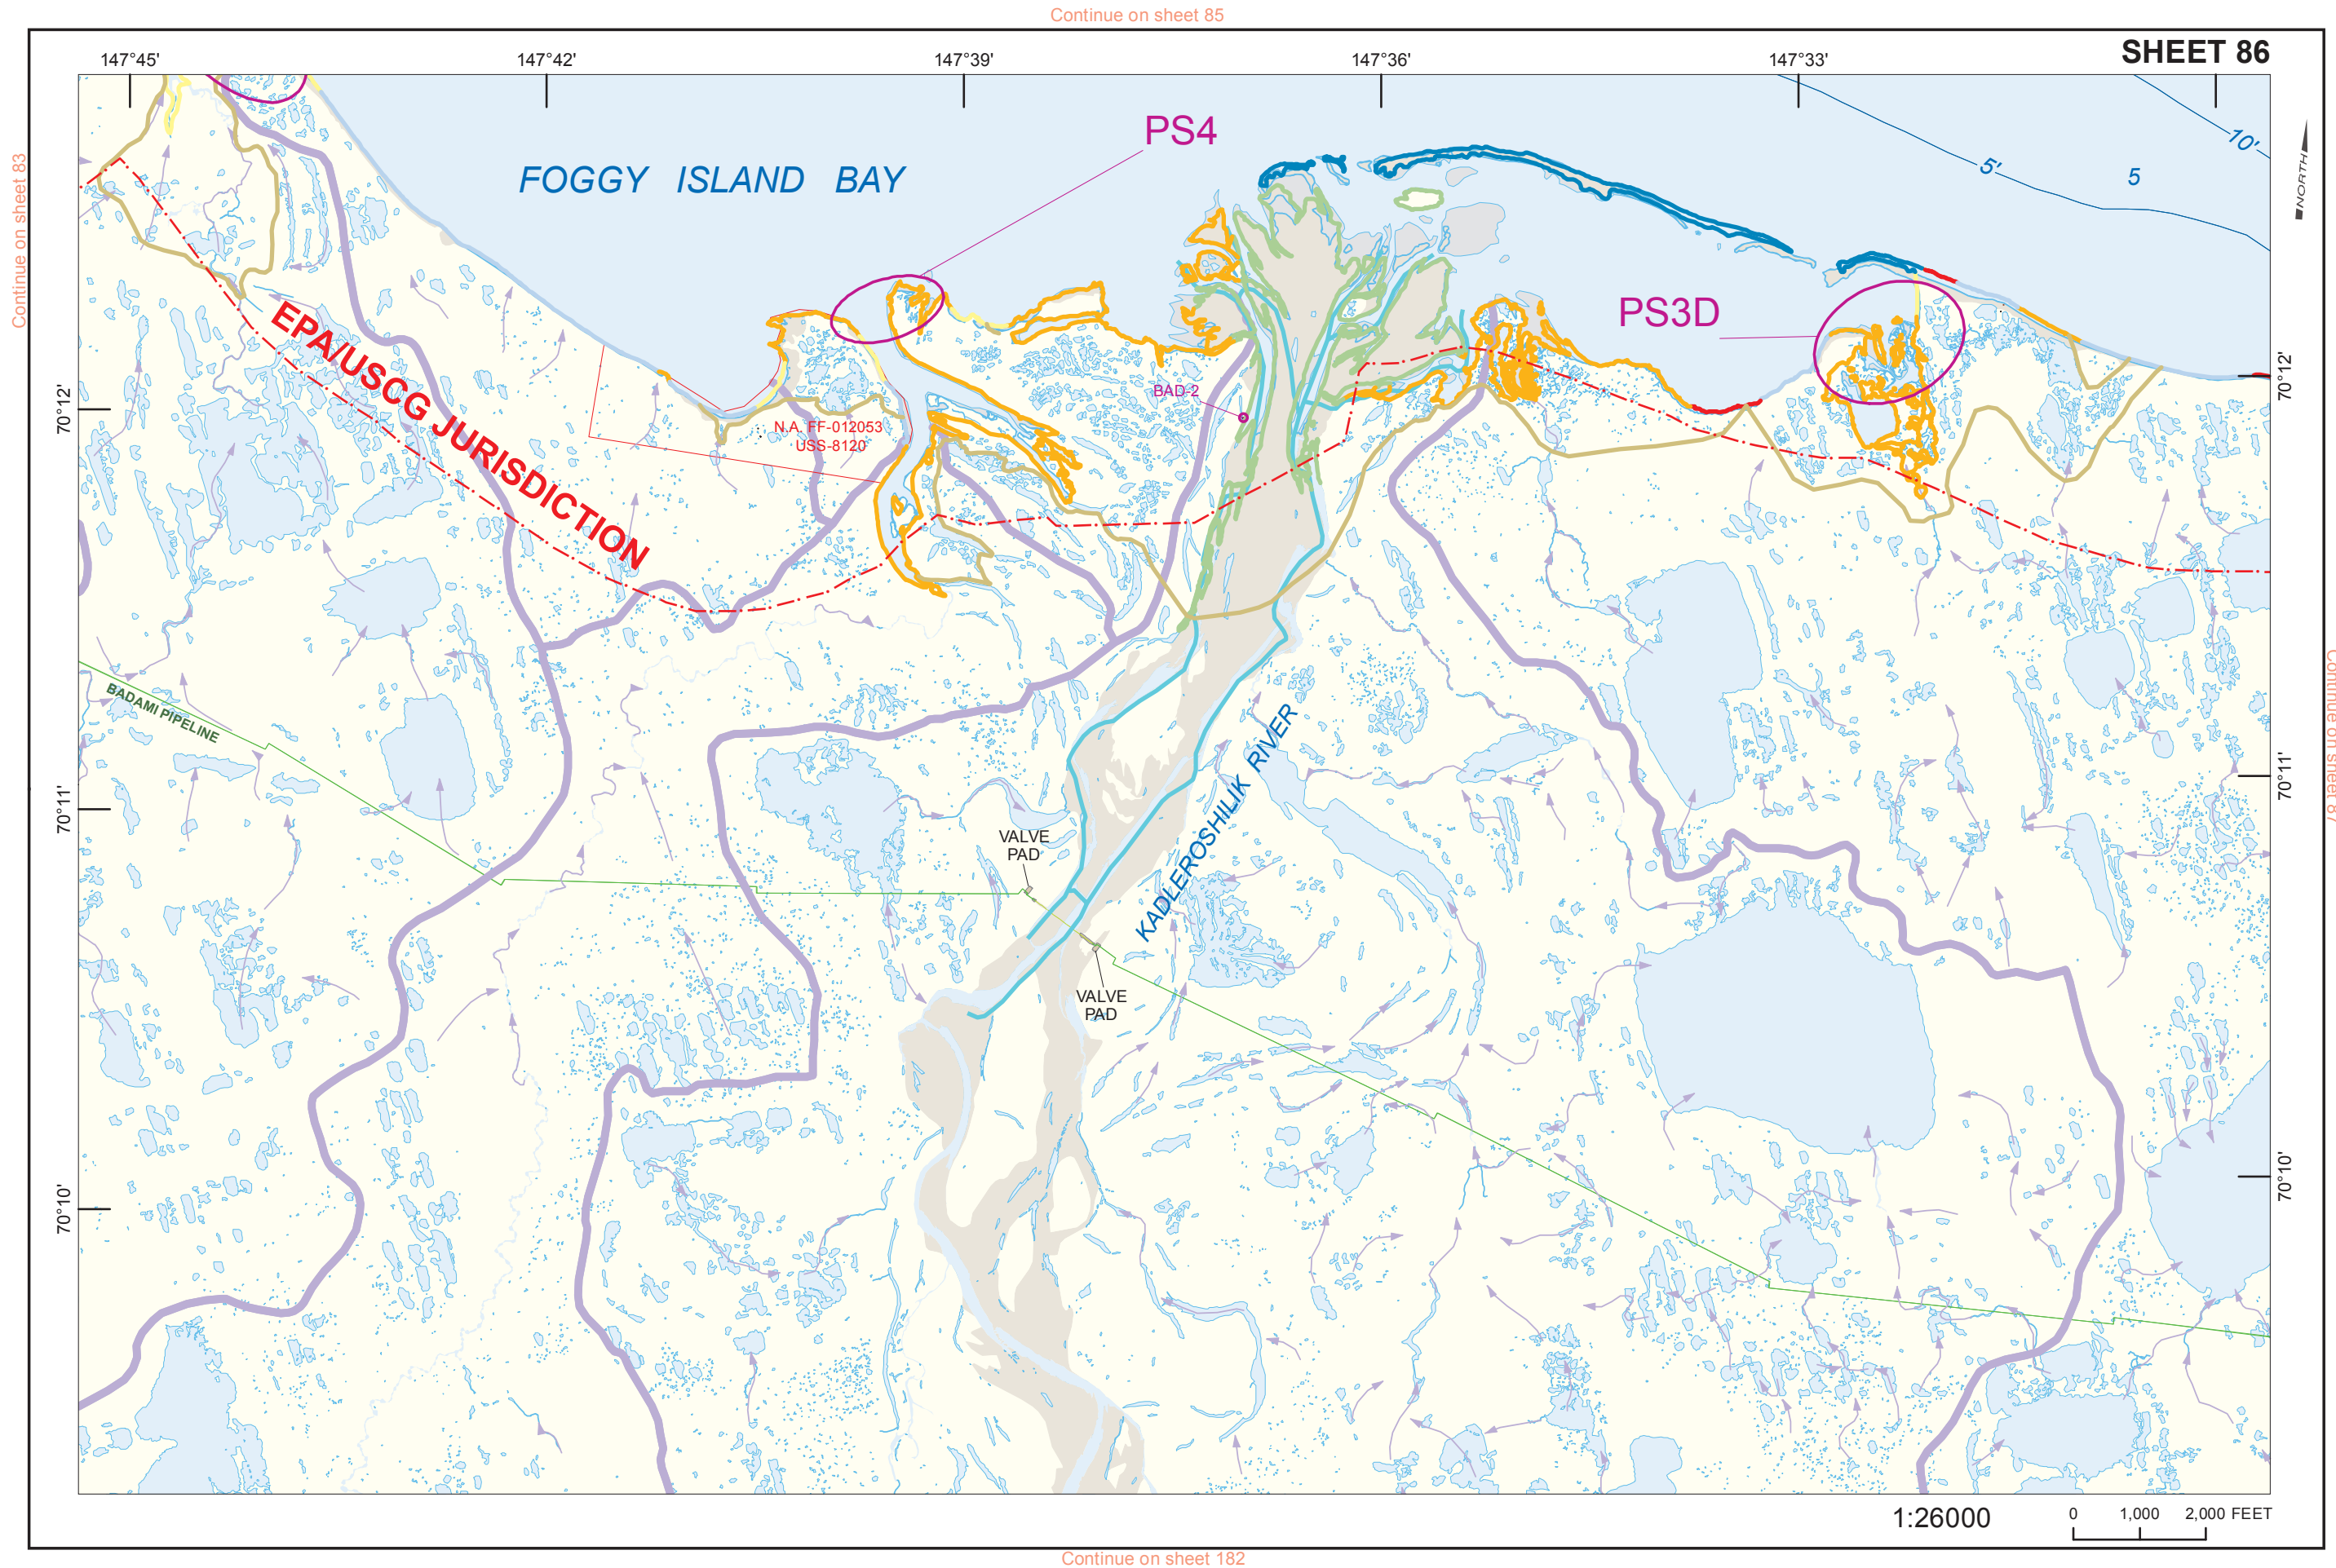 Continue on sheet 85
SHEET 86
147°45'
147°42'
147°39'
147°36'
147°33'
Continue on sheet 83
NORTH
PS4
10'
5'
5
FOGGY ISLAND BAY
PS3D
EPA/USCG JURISDICTION
BAD-2
70°12'
70°12'
N.A. FF-012053
USS-8120
BADAMI PIPELINE
Continue on sheet 87
70°11'
70°11'
VALVE
PAD
KADLEROSHILIK RIVER
VALVE
PAD
70°10'
70°10'
1:26000
0 1,000 2,000 FEET
Continue on sheet 182